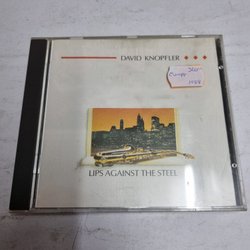 DAVID KNOPFLER
LIPS AGAINST THE STEEL